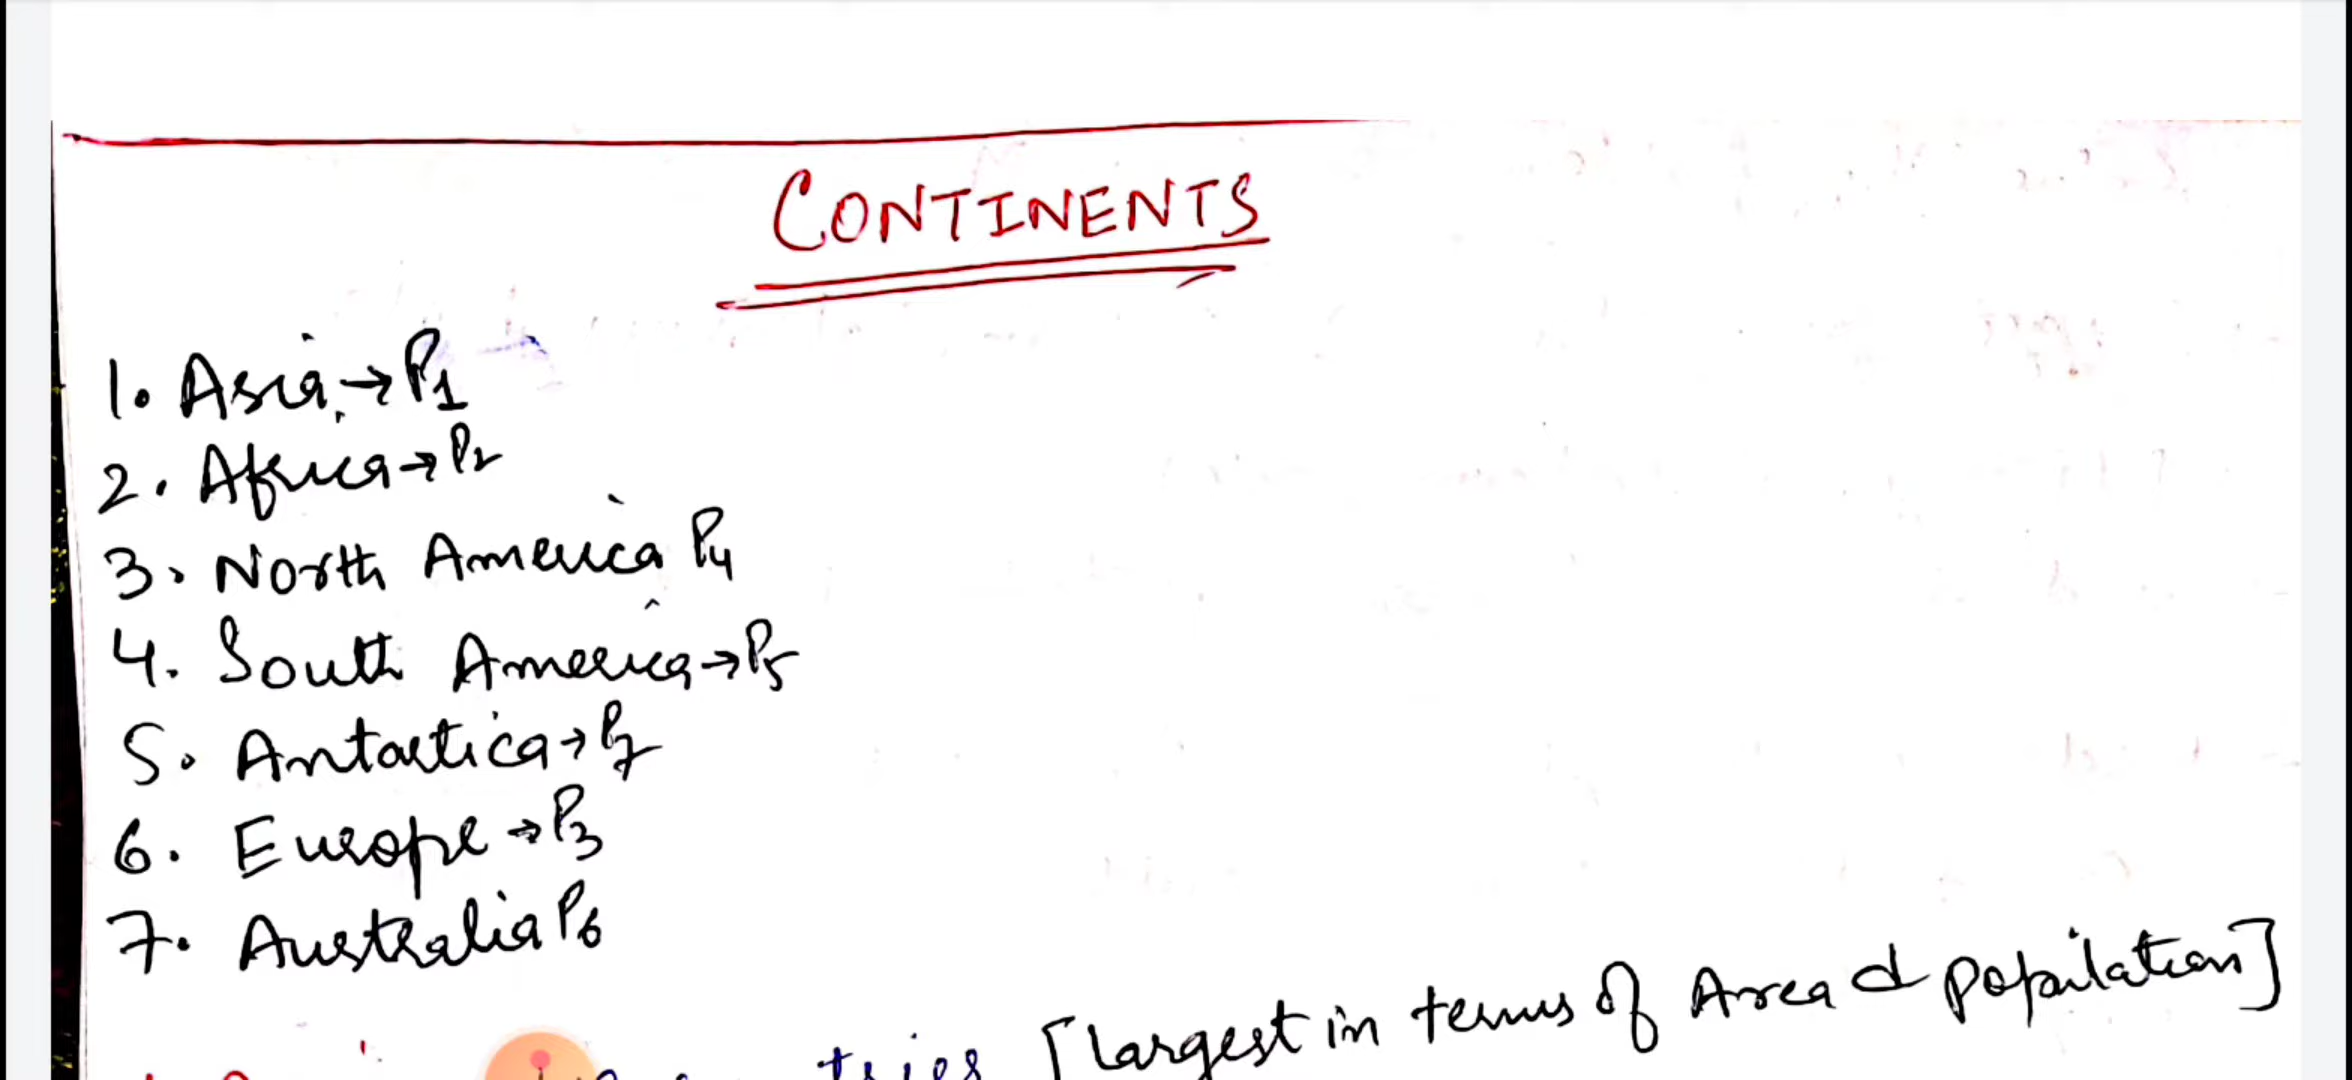 CONTINENTS
1. Asia → P1
2. Africa → P2
3. North America P4
4. South America → P5
5. Antartica → P7
6. Europe → P3
7. Australia P6
[largest in terms of Area & population]